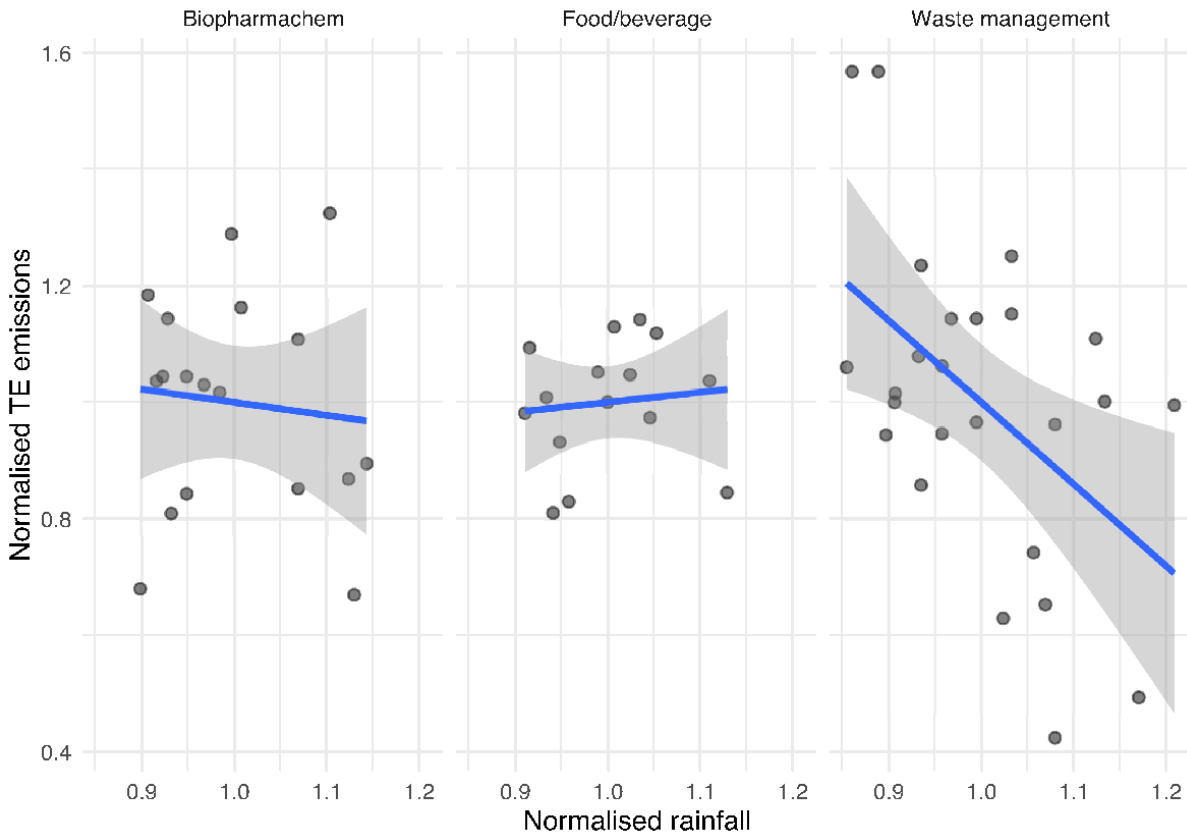 Biopharmachem Food/beverage Waste management
1.6
1.2
0.8
0.4
Normalised TE emissions
0.9 1.0 1.1 1.2 0.9 1.0 1.1 1.2 0.9 1.0 1.1 1.2
Normalised rainfall